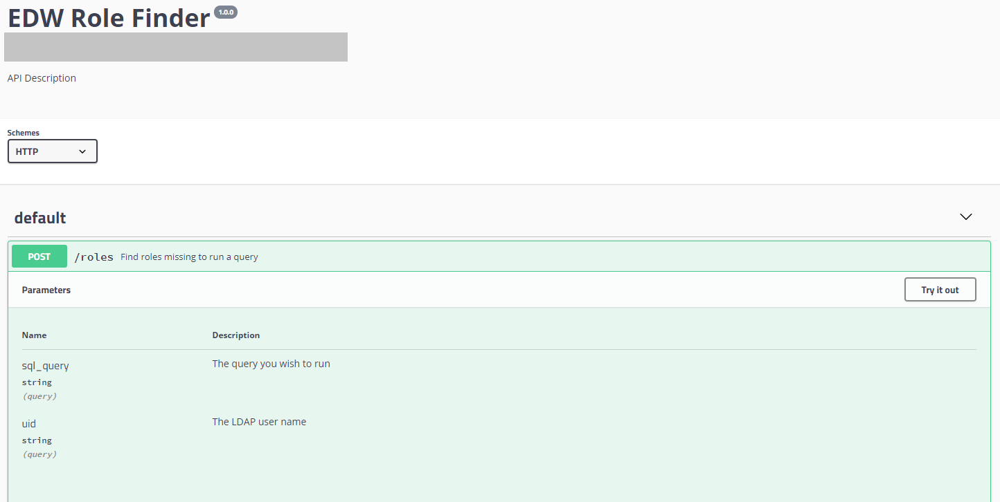 EDW Role Finder 1.0.0
API Description
Schemes
HTTP
default
POST /roles Find roles missing to run a query
Parameters Try it out
Name Description
sql_query The query you wish to run
string
(query)
uid The LDAP user name
string
(query)